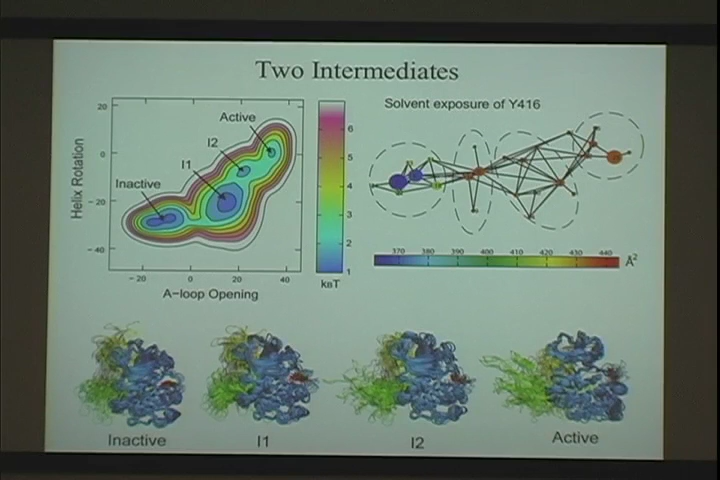 Two Intermediates
Solvent exposure of Y416
20
0
−20
−40
Helix Rotation
Active
I2
I1
Inactive
−20
0
20
40
A−loop Opening
6
5
4
3
2
1
kBT
370 380 390 400 410 420 430 440
Å2
Inactive
I1
I2
Active